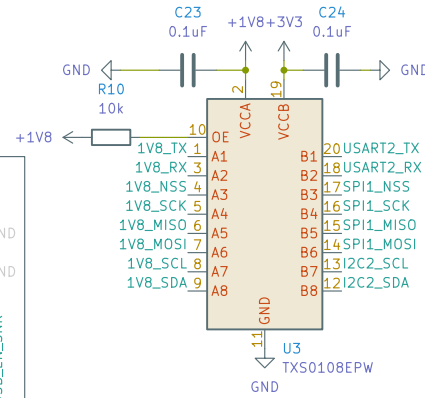 C23
0.1uF
+1V8
+3V3
C24
0.1uF
GND
GND
R10
10k
+1V8
2
19
VCCA
VCCB
10
OE
1V8_TX 1 A1 B1 20 USART2_TX
1V8_RX 3 A2 B2 18 USART2_RX
1V8_NSS 4 A3 B3 17 SPI1_NSS
1V8_SCK 5 A4 B4 16 SPI1_SCK
1V8_MISO 6 A5 B5 15 SPI1_MISO
1V8_MOSI 7 A6 B6 14 SPI1_MOSI
1V8_SCL 8 A7 B7 13 I2C2_SCL
1V8_SDA 9 A8 B8 12 I2C2_SDA
GND
11
U3
TXS0108EPW
GND
ND
ND